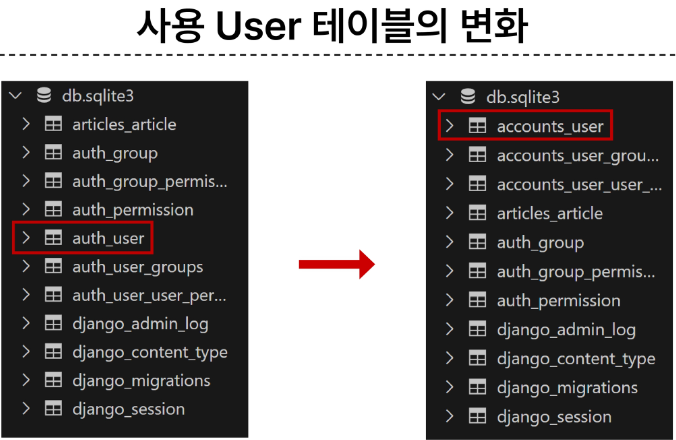 사용 User 테이블의 변화
db.sqlite3
articles_article
auth_group
auth_group_permis...
auth_permission
auth_user
auth_user_groups
auth_user_user_per...
django_admin_log
django_content_type
django_migrations
django_session
db.sqlite3
accounts_user
accounts_user_grou...
accounts_user_user_...
articles_article
auth_group
auth_group_permis...
auth_permission
django_admin_log
django_content_type
django_migrations
django_session